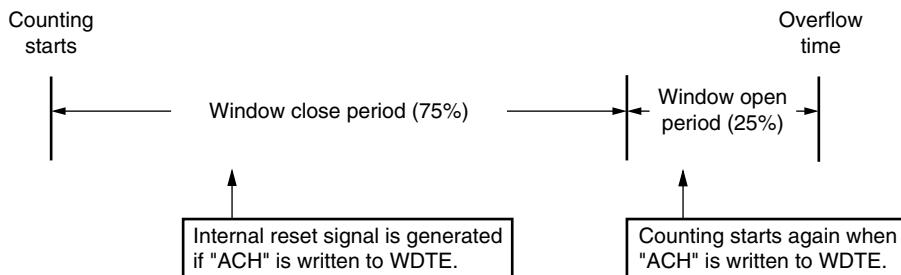 Counting
starts
Overflow
time
Window close period (75%)
Window open
period (25%)
Internal reset signal is generated
if "ACH" is written to WDTE.
Counting starts again when
"ACH" is written to WDTE.